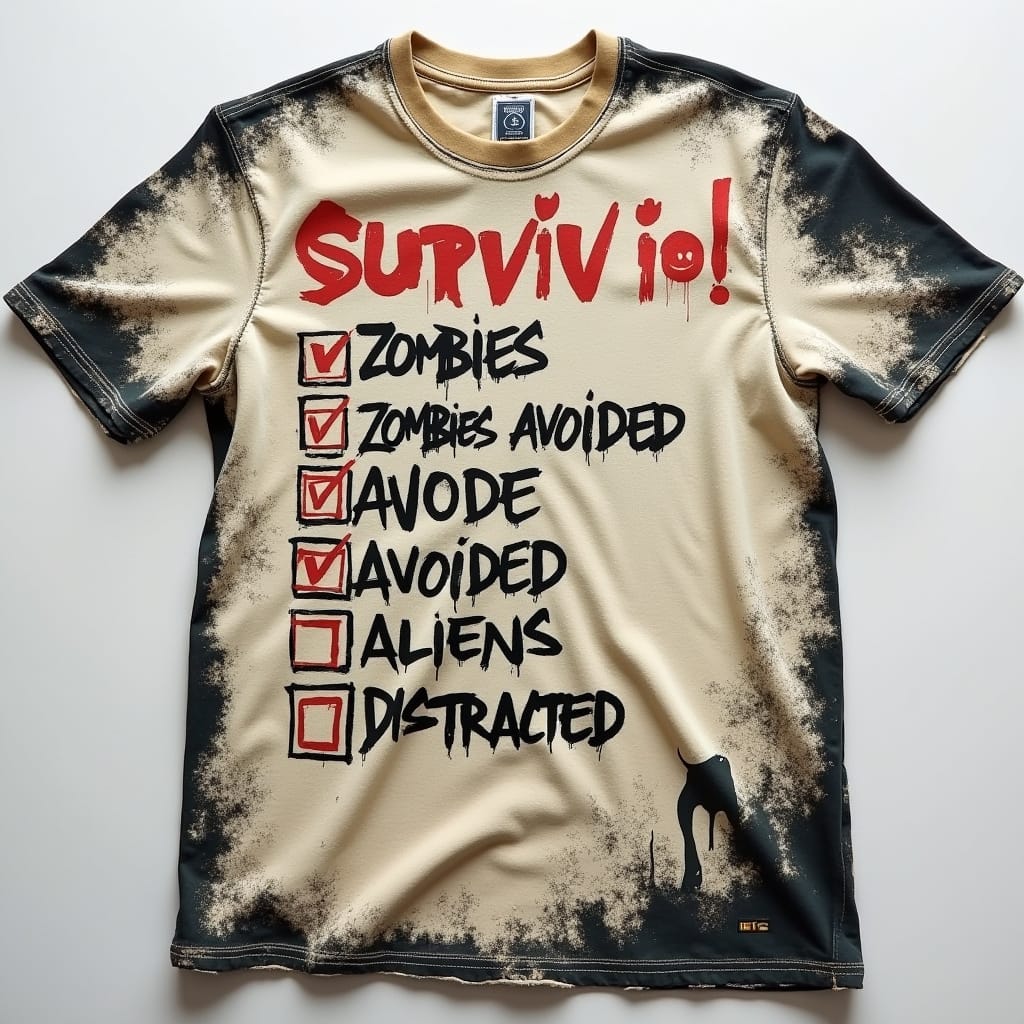 SURVIV io!
ZOMBIES
ZOMBIES AVOIDED
AVODE
AVOIDED
ALIENS
DISTRACTED